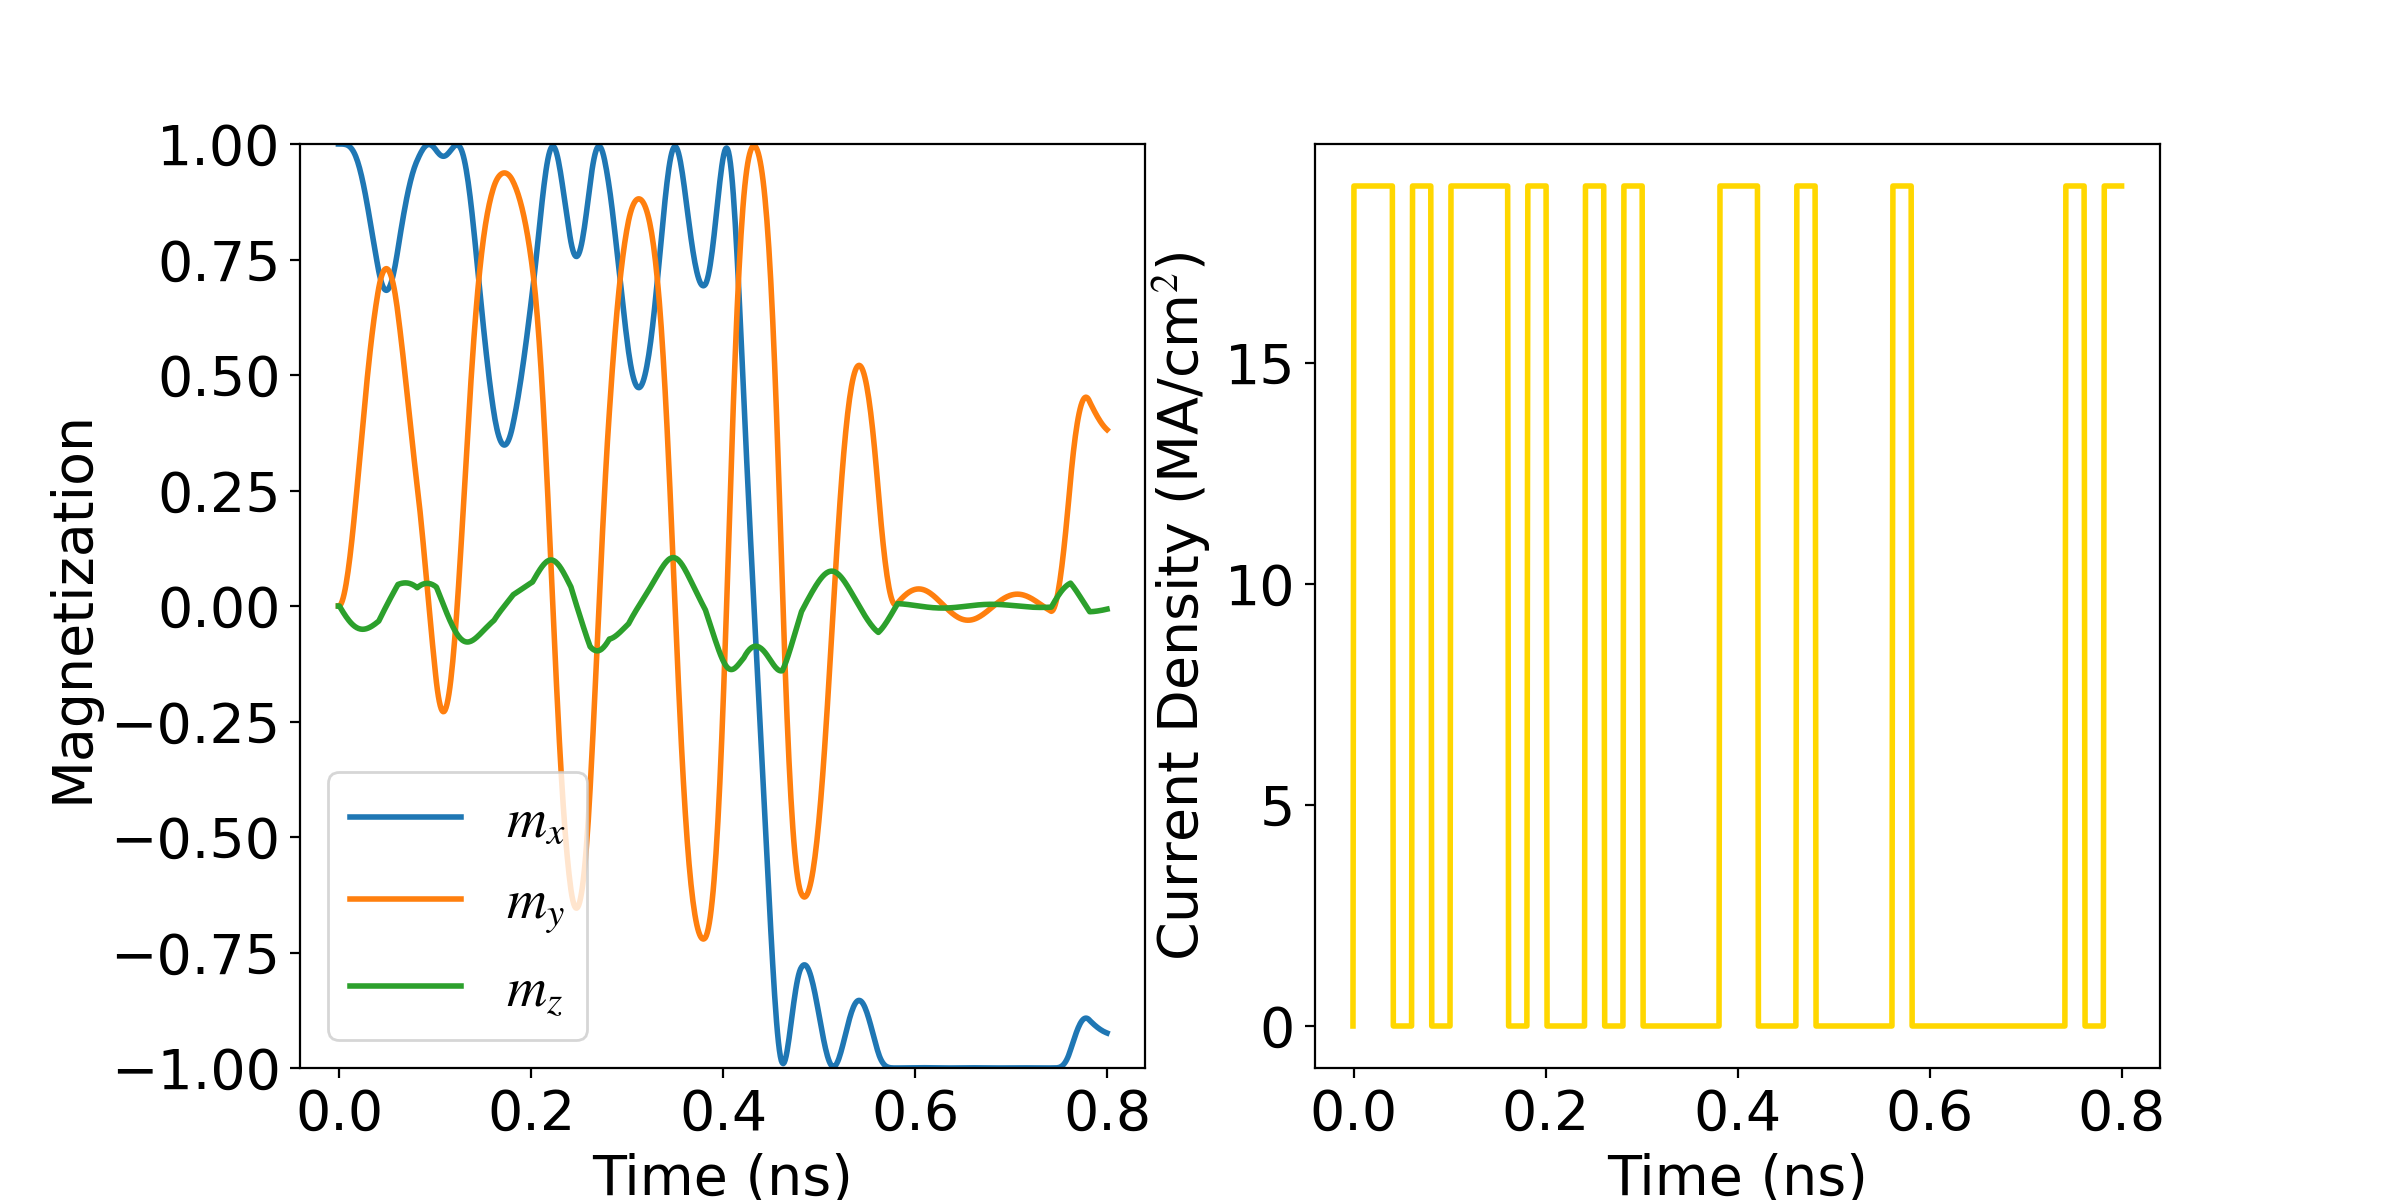 Magnetization
1.00
0.75
0.50
0.25
0.00
−0.25
−0.50
−0.75
−1.00
m_x
m_y
m_z
0.0 0.2 0.4 0.6 0.8
Time (ns)
Current Density (MA/cm²)
15
10
5
0
0.0 0.2 0.4 0.6 0.8
Time (ns)